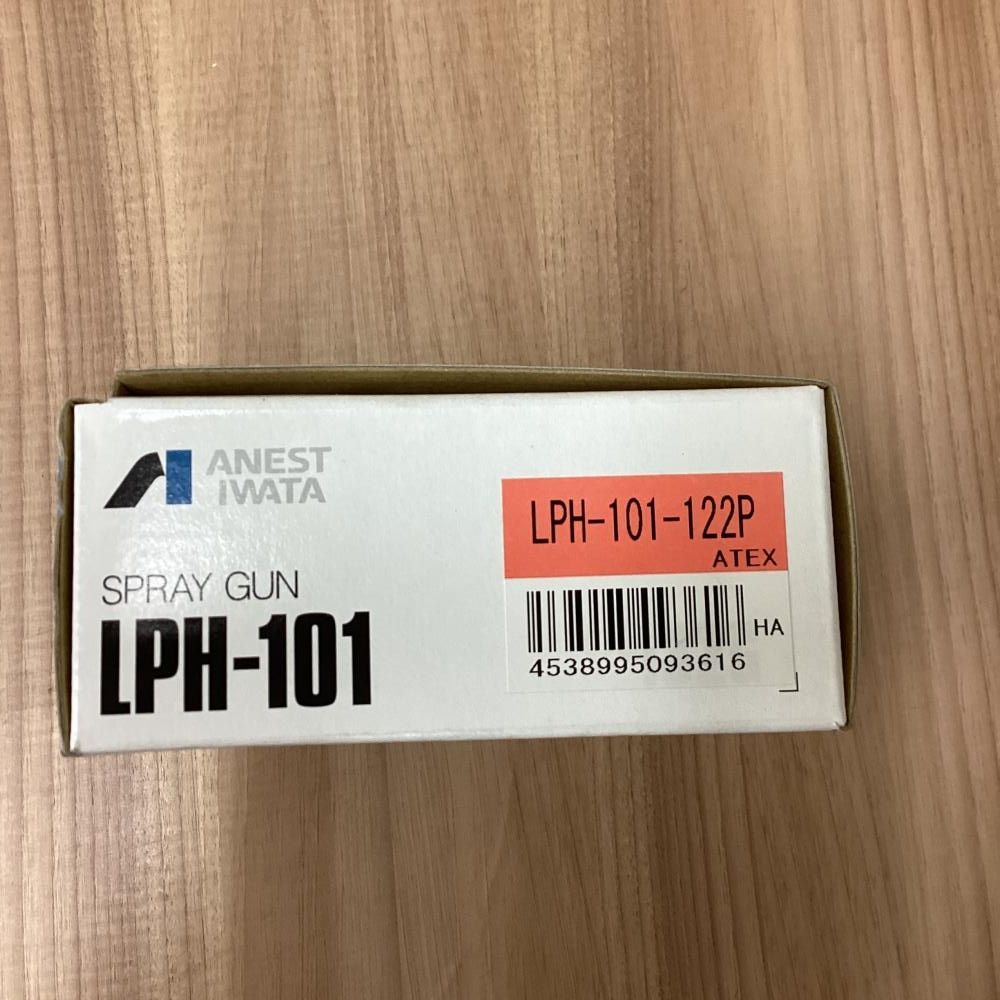 ANEST
IWATA
SPRAY GUN
LPH-101
LPH-101-122P
ATEX
HA
4538995093616